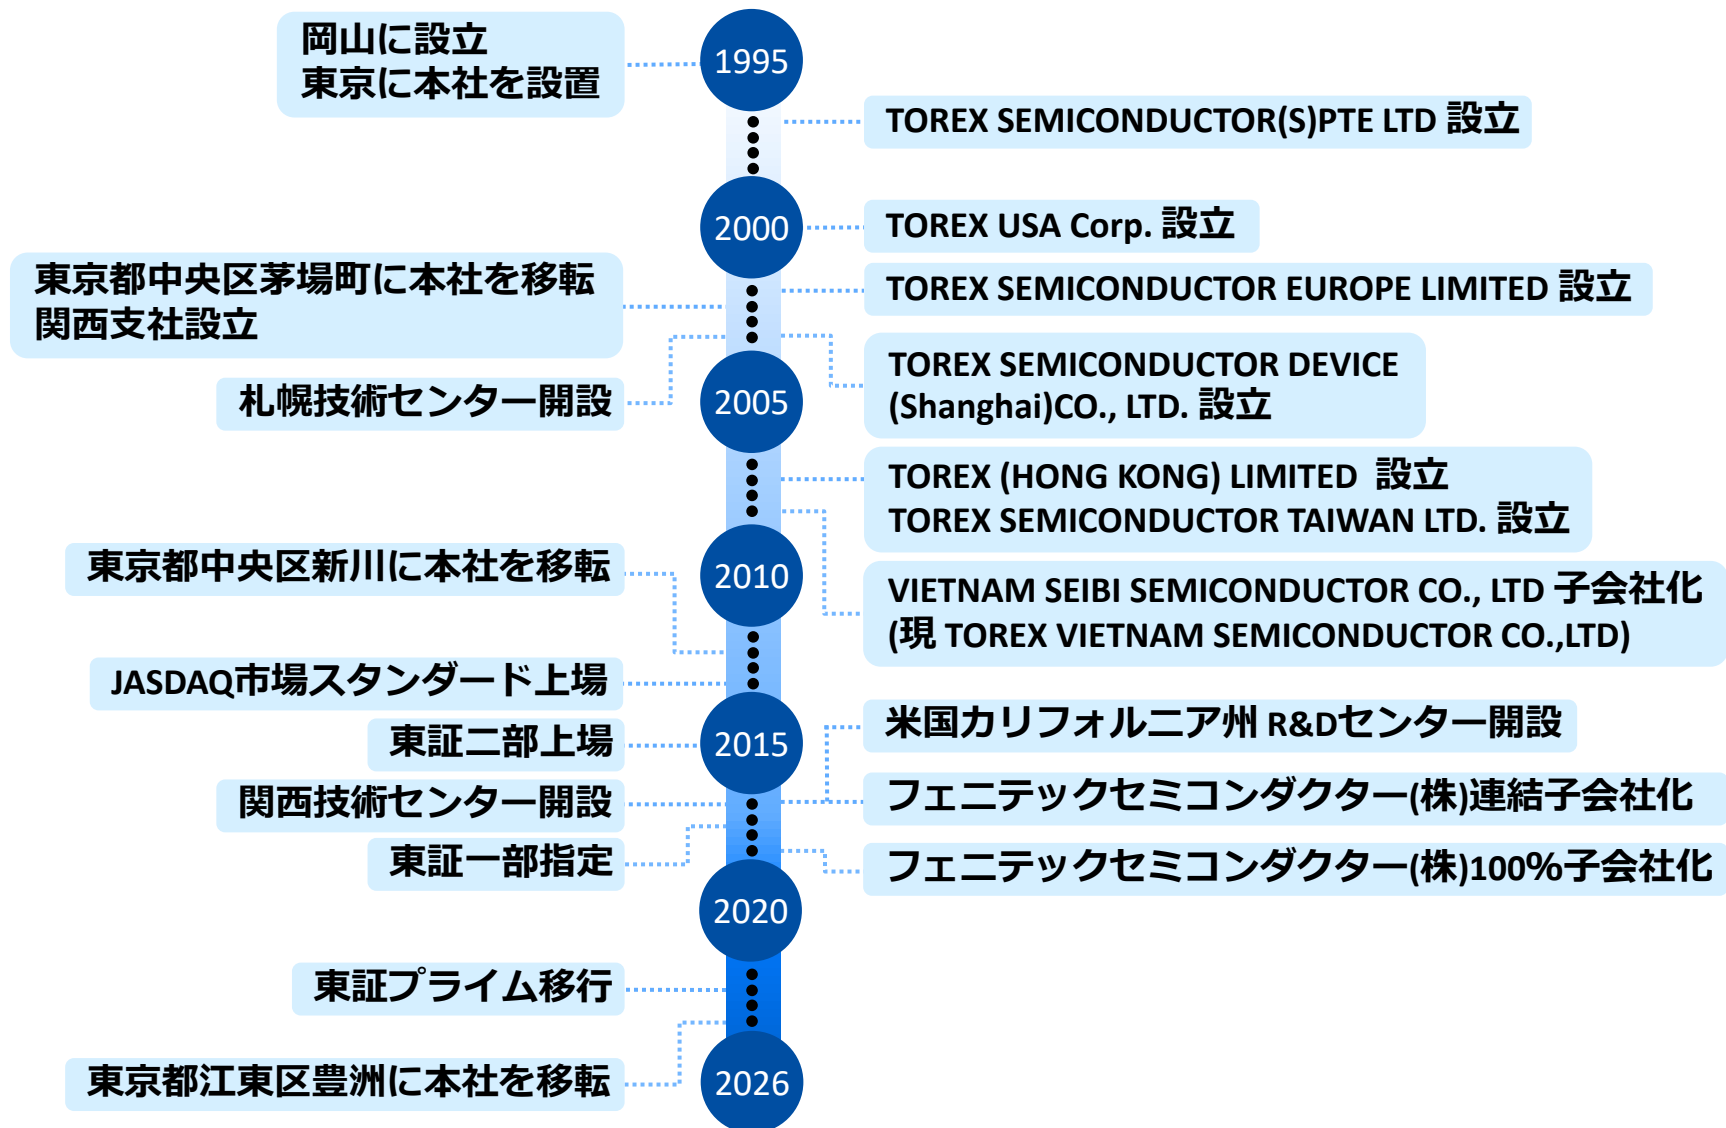 岡山に設立
東京に本社を設置
1995
TOREX SEMICONDUCTOR(S)PTE LTD 設立
2000
TOREX USA Corp. 設立
東京都中央区茅場町に本社を移転
関西支社設立
TOREX SEMICONDUCTOR EUROPE LIMITED 設立
札幌技術センター開設
2005
TOREX SEMICONDUCTOR DEVICE
(Shanghai)CO., LTD. 設立
TOREX (HONG KONG) LIMITED 設立
TOREX SEMICONDUCTOR TAIWAN LTD. 設立
東京都中央区新川に本社を移転
2010
VIETNAM SEIBI SEMICONDUCTOR CO., LTD 子会社化
(現 TOREX VIETNAM SEMICONDUCTOR CO.,LTD)
JASDAQ市場スタンダード上場
東証二部上場
2015
米国カリフォルニア州 R&Dセンター開設
関西技術センター開設
フェニテックセミコンダクター(株)連結子会社化
東証一部指定
フェニテックセミコンダクター(株)100%子会社化
2020
東証プライム移行
東京都江東区豊洲に本社を移転
2026